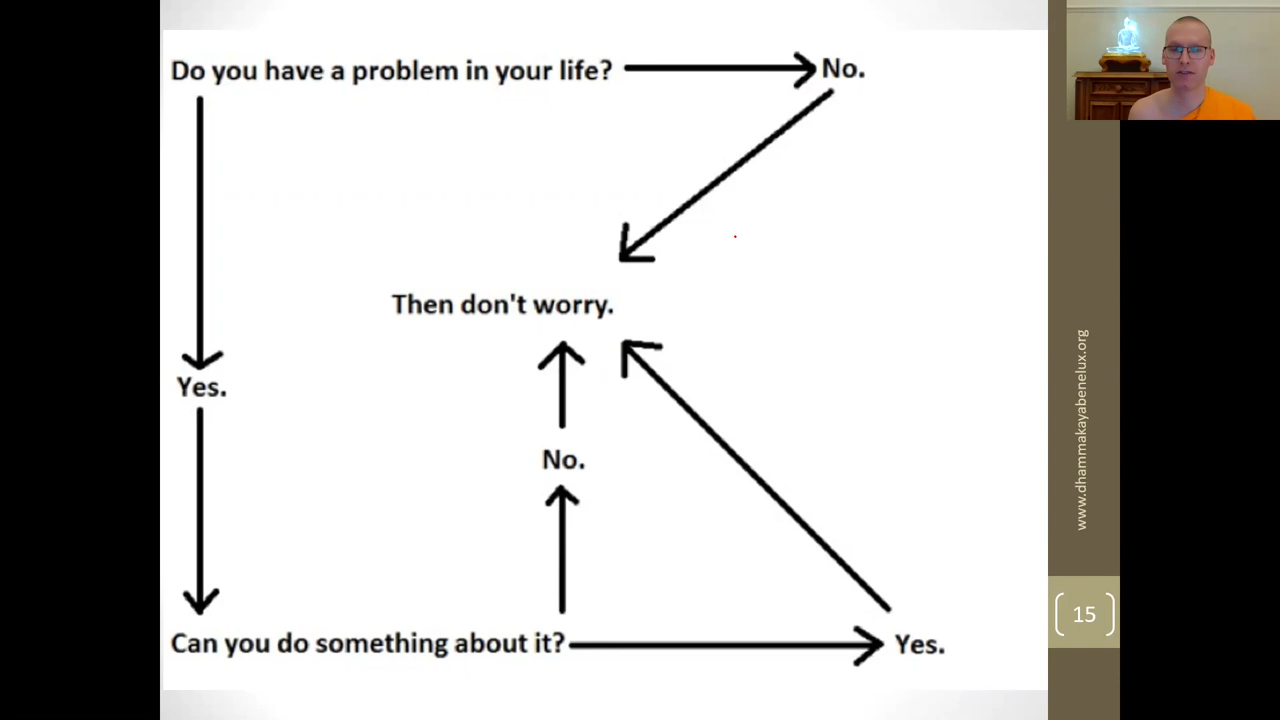 Do you have a problem in your life?
No.
Then don't worry.
Yes.
No.
Can you do something about it?
Yes.
www.dhammakayabenelux.org
15